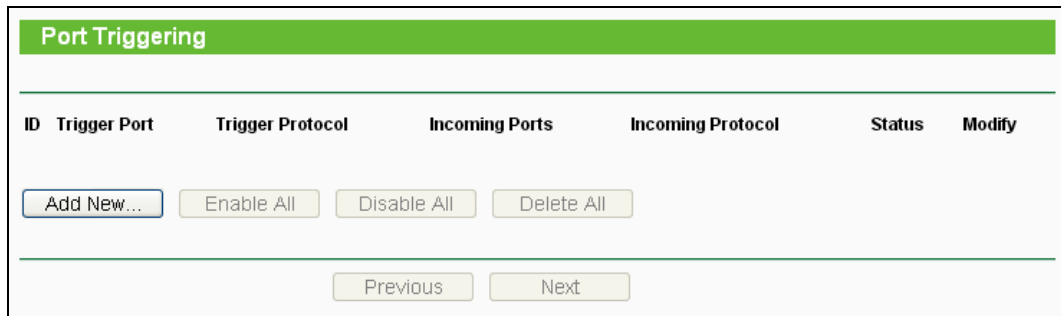 Port Triggering
ID Trigger Port Trigger Protocol Incoming Ports Incoming Protocol Status Modify
Add New... Enable All Disable All Delete All
Previous Next